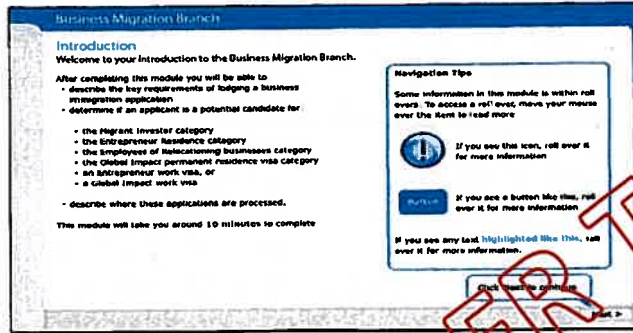 Business Migration Branch
Introduction
Welcome to your Introduction to the Business Migration Branch.
After completing this module you will be able to
- describe the key requirements of lodging a business
immigration application
- determine if an applicant is a potential candidate for
• the Migrant Investor category
• the Entrepreneur Residence category
• the Employees of Relocationing businesses category
• the Global Impact permanent residence visa category
• an Entrepreneur work visa, or
• a Global Impact work visa
- describe where these applications are processed.
This module will take you around 10 minutes to complete
Navigation Tips
Some information in this module is within roll
overs. To access a roll over, move your mouse
over the item to read more
If you see this icon, roll over it
for more information
Button
If you see a button like this, roll
over it for more information
If you see any text highlighted like this, roll
over it for more information.
Click Next to continue
Next >
ER T